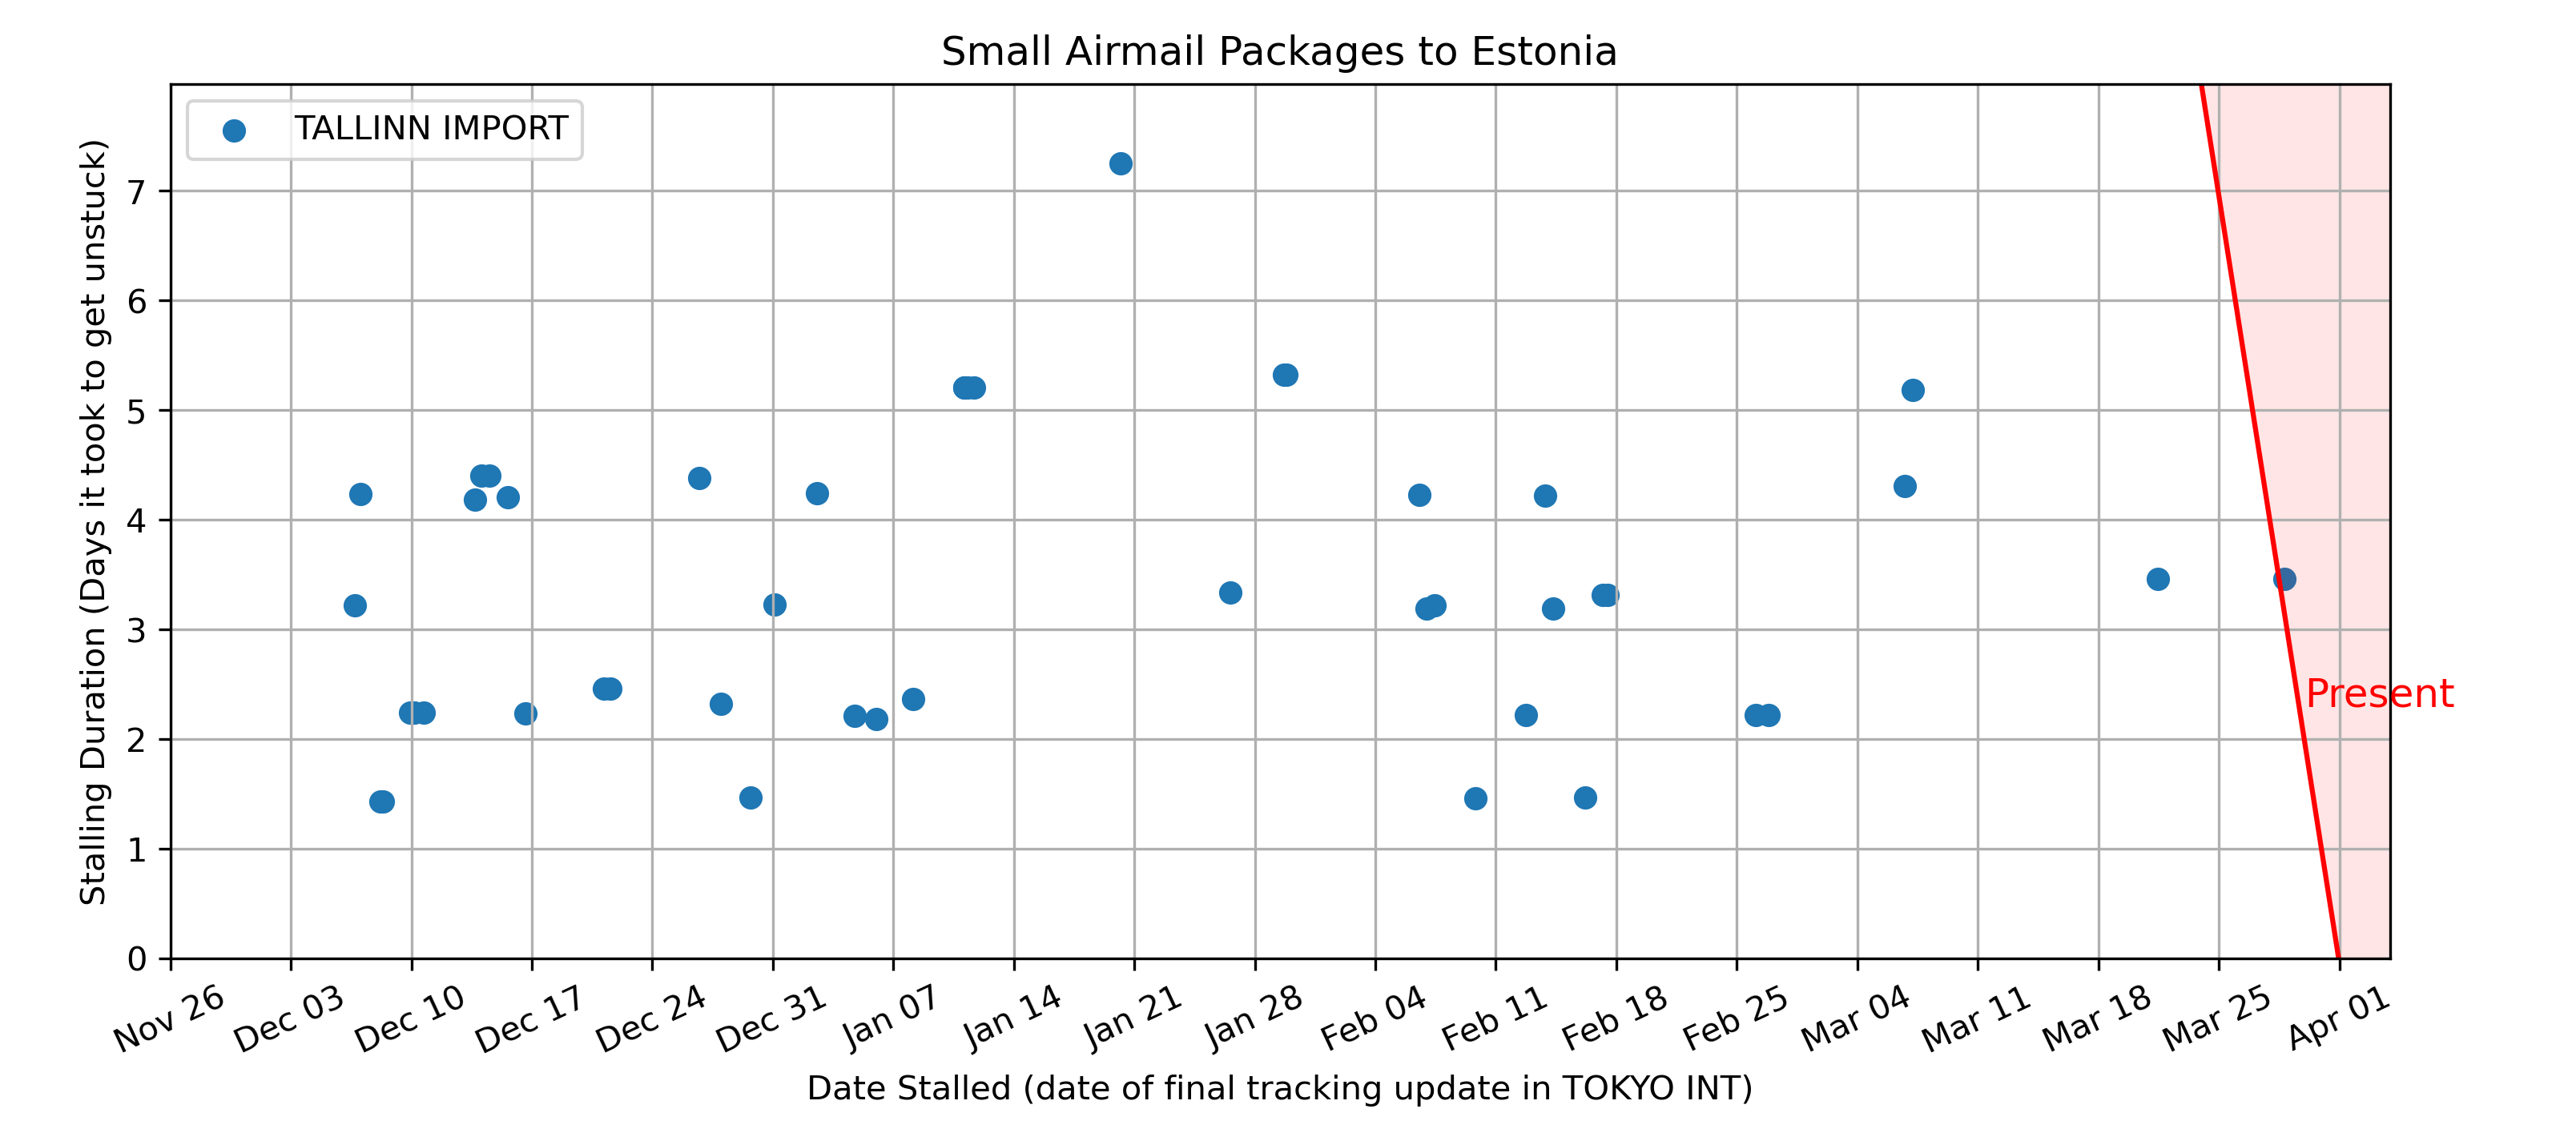 Small Airmail Packages to Estonia
TALLINN IMPORT
Stalling Duration (Days it took to get unstuck)
7
6
5
4
3
2
1
0
Present
Nov 26
Dec 03
Dec 10
Dec 17
Dec 24
Dec 31
Jan 07
Jan 14
Jan 21
Jan 28
Feb 04
Feb 11
Feb 18
Feb 25
Mar 04
Mar 11
Mar 18
Mar 25
Apr 01
Date Stalled (date of final tracking update in TOKYO INT)